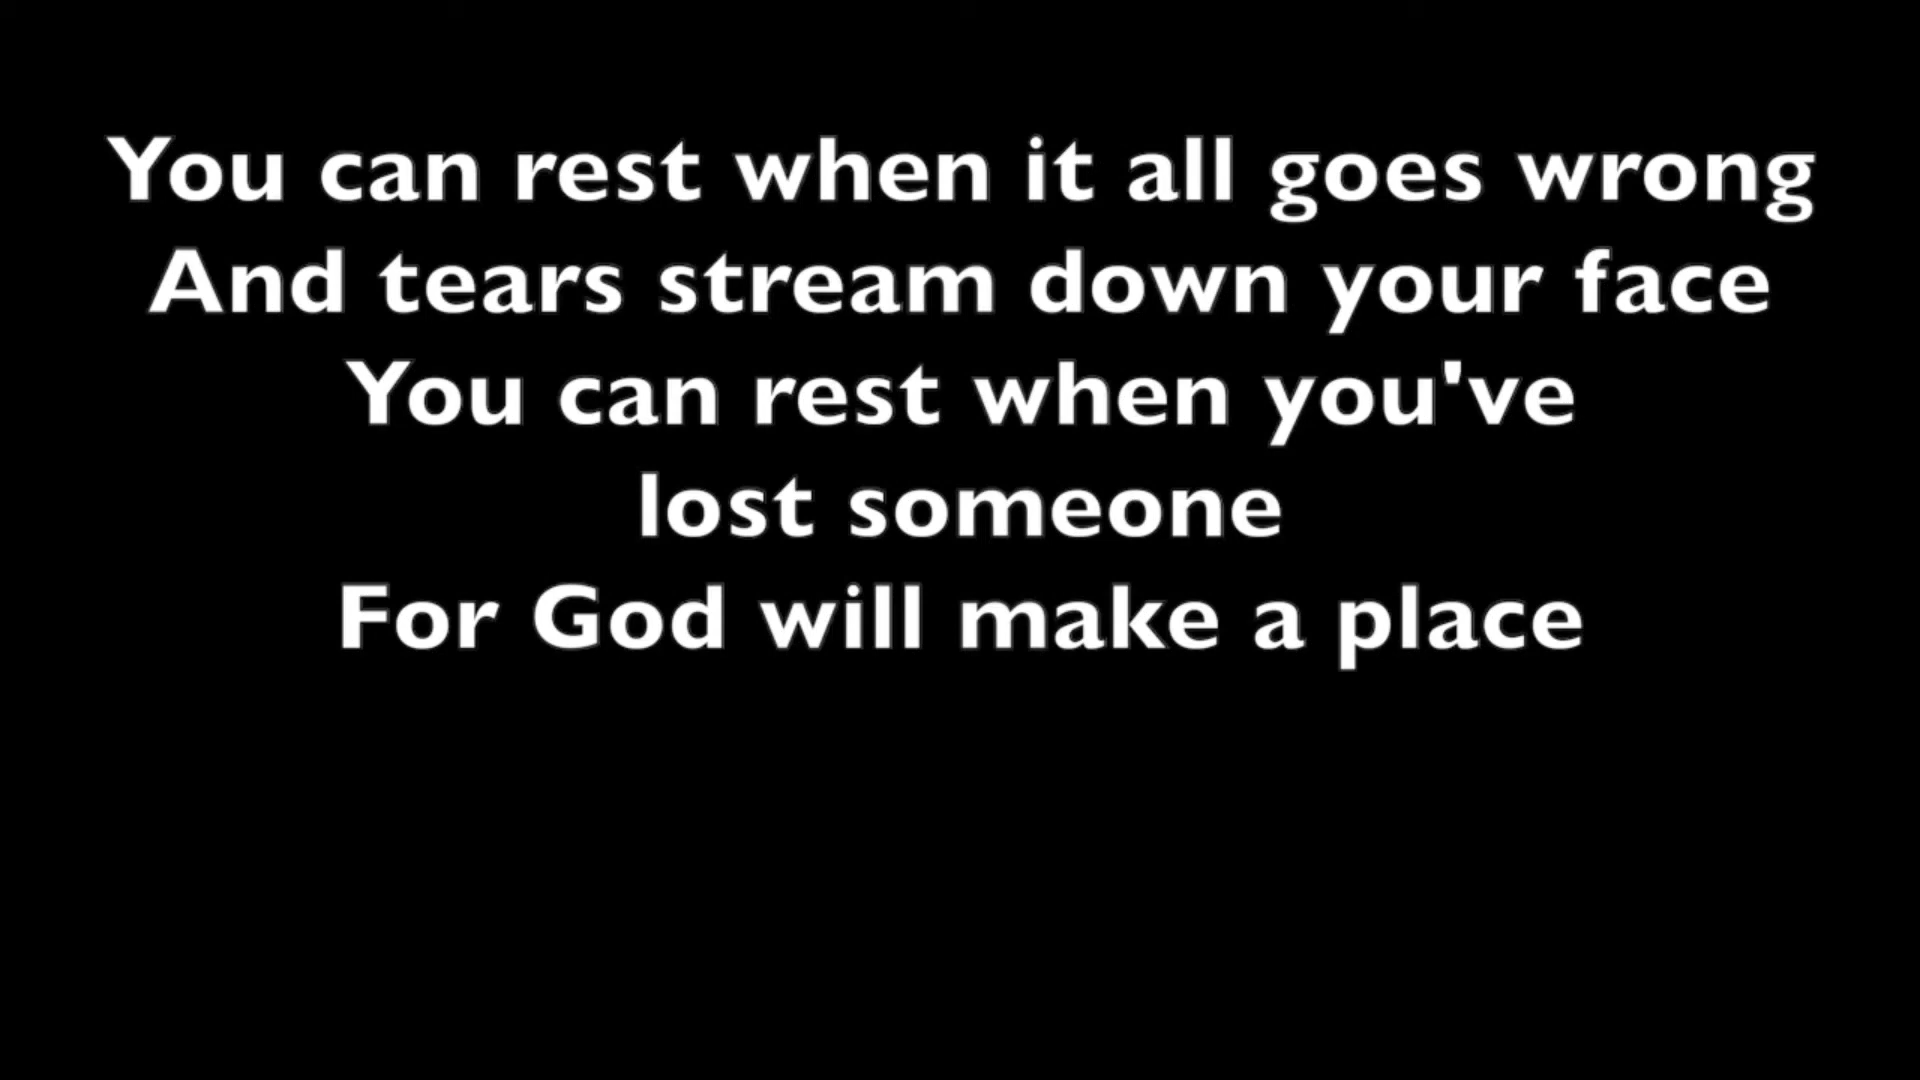 You can rest when it all goes wrong
And tears stream down your face
You can rest when you've
lost someone
For God will make a place